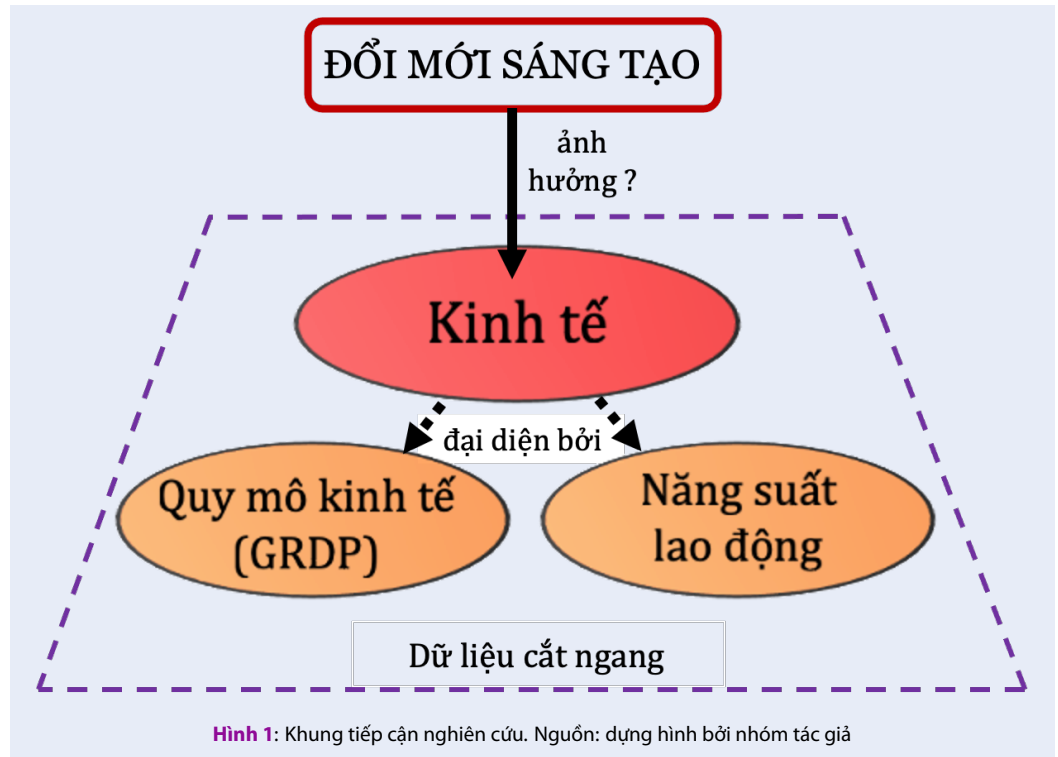 ĐỔI MỚI SÁNG TẠO
ảnh
hưởng ?
Kinh tế
đại diện bởi
Quy mô kinh tế
(GRDP)
Năng suất
lao động
Dữ liệu cắt ngang
Hình 1: Khung tiếp cận nghiên cứu. Nguồn: dựng hình bởi nhóm tác giả